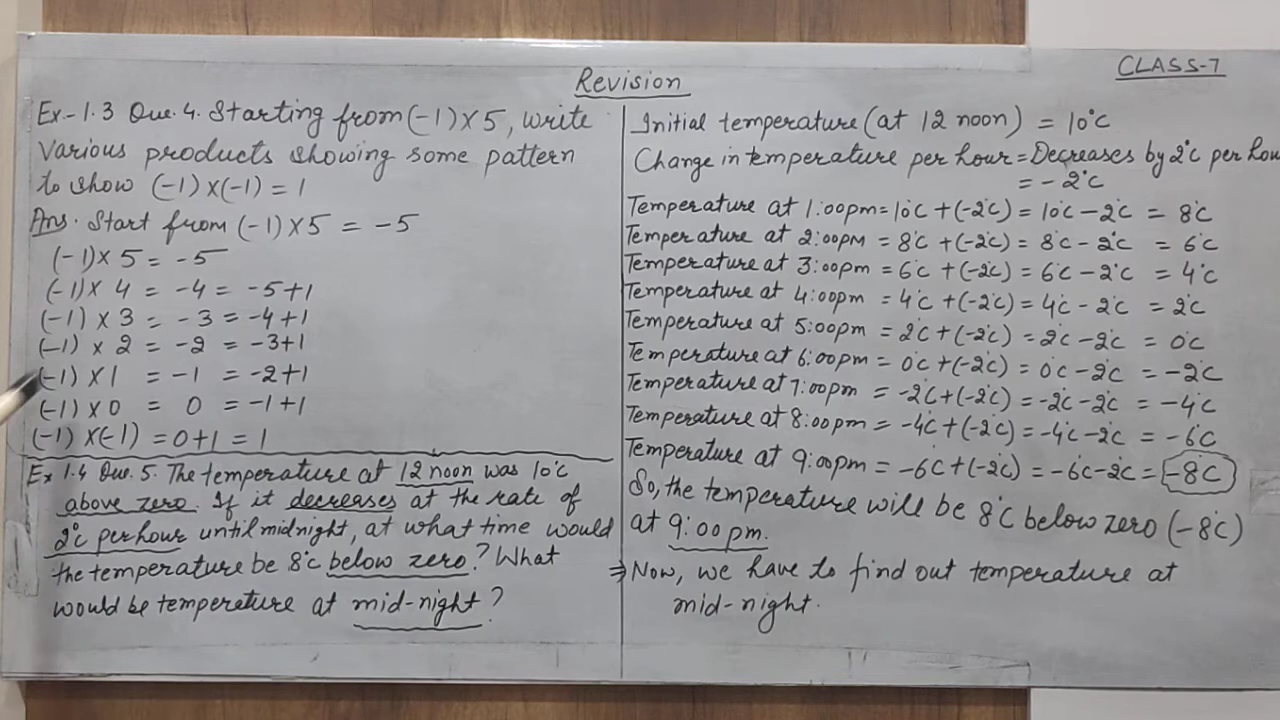 Revision
CLASS-7
Ex-1.3 Que.4. Starting from (-1)×5, write
various products showing some pattern
to show (-1)×(-1) = 1
Ans. Start from (-1)×5 = -5
(-1)×5 = -5
(-1)×4 = -4 = -5+1
(-1)×3 = -3 = -4+1
(-1)×2 = -2 = -3+1
(-1)×1 = -1 = -2+1
(-1)×0 = 0 = -1+1
(-1)×(-1) = 0+1 = 1
Ex 1.4 Que.5. The temperature at 12 noon was 10°C
above zero. If it decreases at the rate of
2° per hour until midnight, at what time would
the temperature be 8°C below zero? What
would be temperature at mid-night?
Initial temperature (at 12 noon) = 10°C
Change in temperature per hour = Decreases by 2°C per hou
= -2°C
Temperature at 1:00pm = 10°C + (-2°C) = 10°C - 2°C = 8°C
Temperature at 2:00pm = 8°C + (-2°C) = 8°C - 2°C = 6°C
Temperature at 3:00pm = 6°C + (-2°C) = 6°C - 2°C = 4°C
Temperature at 4:00pm = 4°C + (-2°C) = 4°C - 2°C = 2°C
Temperature at 5:00pm = 2°C + (-2°C) = 2°C - 2°C = 0°C
Temperature at 6:00pm = 0°C + (-2°C) = 0°C - 2°C = -2°C
Temperature at 7:00pm = -2°C + (-2°C) = -2°C - 2°C = -4°C
Temperature at 8:00pm = -4°C + (-2°C) = -4°C - 2°C = -6°C
Temperature at 9:00pm = -6°C + (-2°C) = -6°C - 2°C = -8°C
So, the temperature will be 8°C below zero (-8°C)
at 9:00 pm.
⇒ Now, we have to find out temperature at
mid-night.